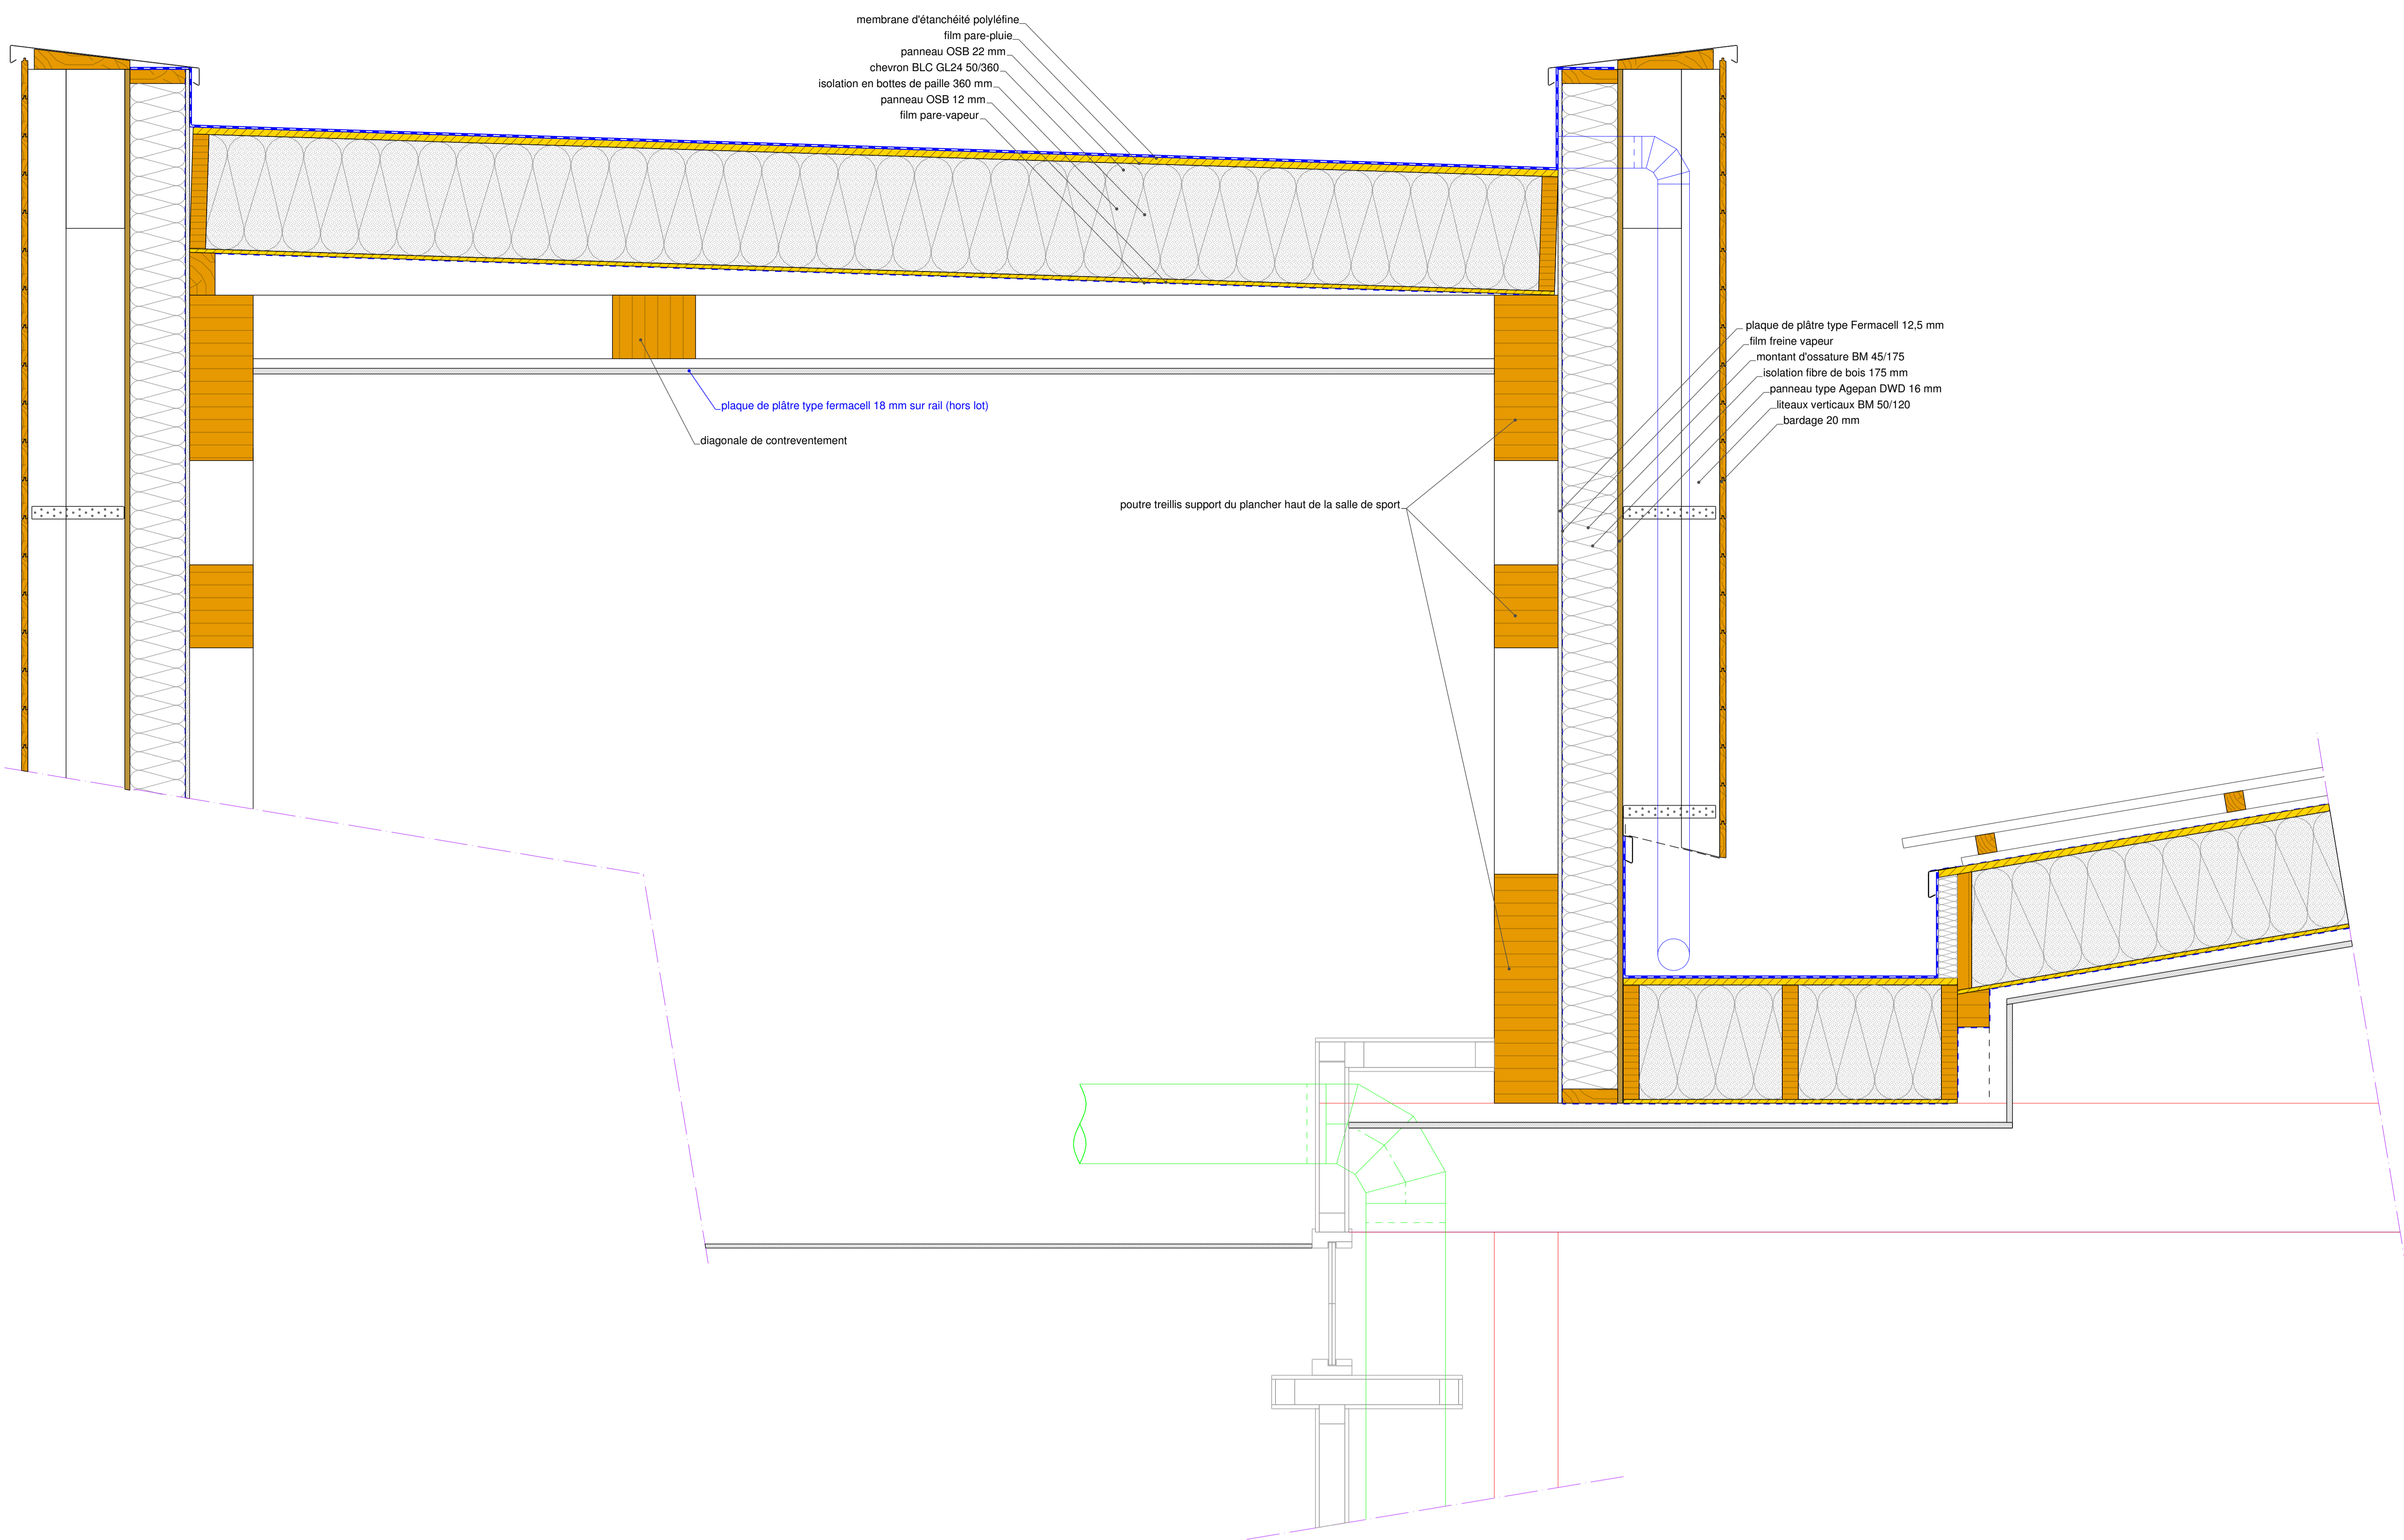 membrane d'étanchéité polyléfine
film pare-pluie
panneau OSB 22 mm
chevron BLC GL24 50/360
isolation en bottes de paille 360 mm
panneau OSB 12 mm
film pare-vapeur
plaque de plâtre type Fermacell 12,5 mm
film freine vapeur
montant d'ossature BM 45/175
isolation fibre de bois 175 mm
panneau type Agepan DWD 16 mm
liteaux verticaux BM 50/120
bardage 20 mm
plaque de plâtre type fermacell 18 mm sur rail (hors lot)
diagonale de contreventement
poutre treillis support du plancher haut de la salle de sport